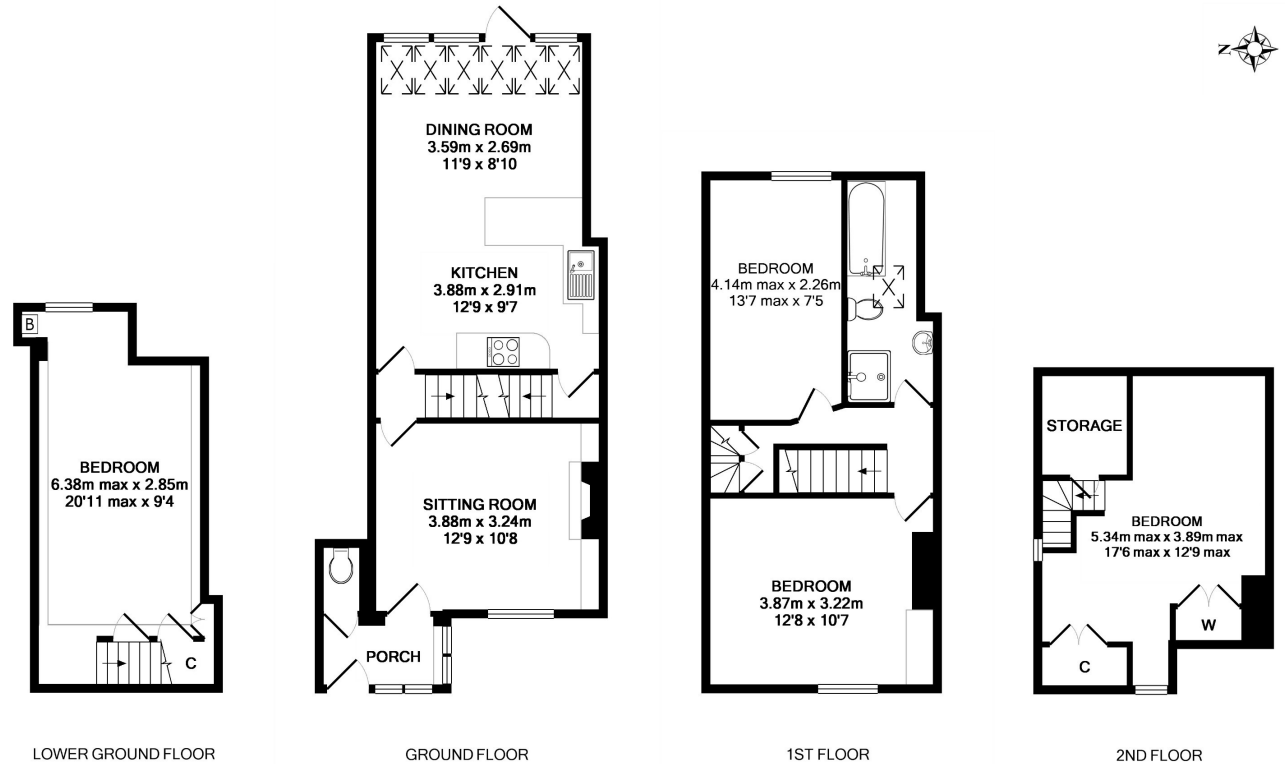 N
DINING ROOM
3.59m x 2.69m
11'9 x 8'10
KITCHEN
3.88m x 2.91m
12'9 x 9'7
SITTING ROOM
3.88m x 3.24m
12'9 x 10'8
PORCH
B
BEDROOM
6.38m max x 2.85m
20'11 max x 9'4
C
BEDROOM
4.14m max x 2.26m
13'7 max x 7'5
BEDROOM
3.87m x 3.22m
12'8 x 10'7
STORAGE
BEDROOM
5.34m max x 3.89m max
17'6 max x 12'9 max
W
C
LOWER GROUND FLOOR
GROUND FLOOR
1ST FLOOR
2ND FLOOR